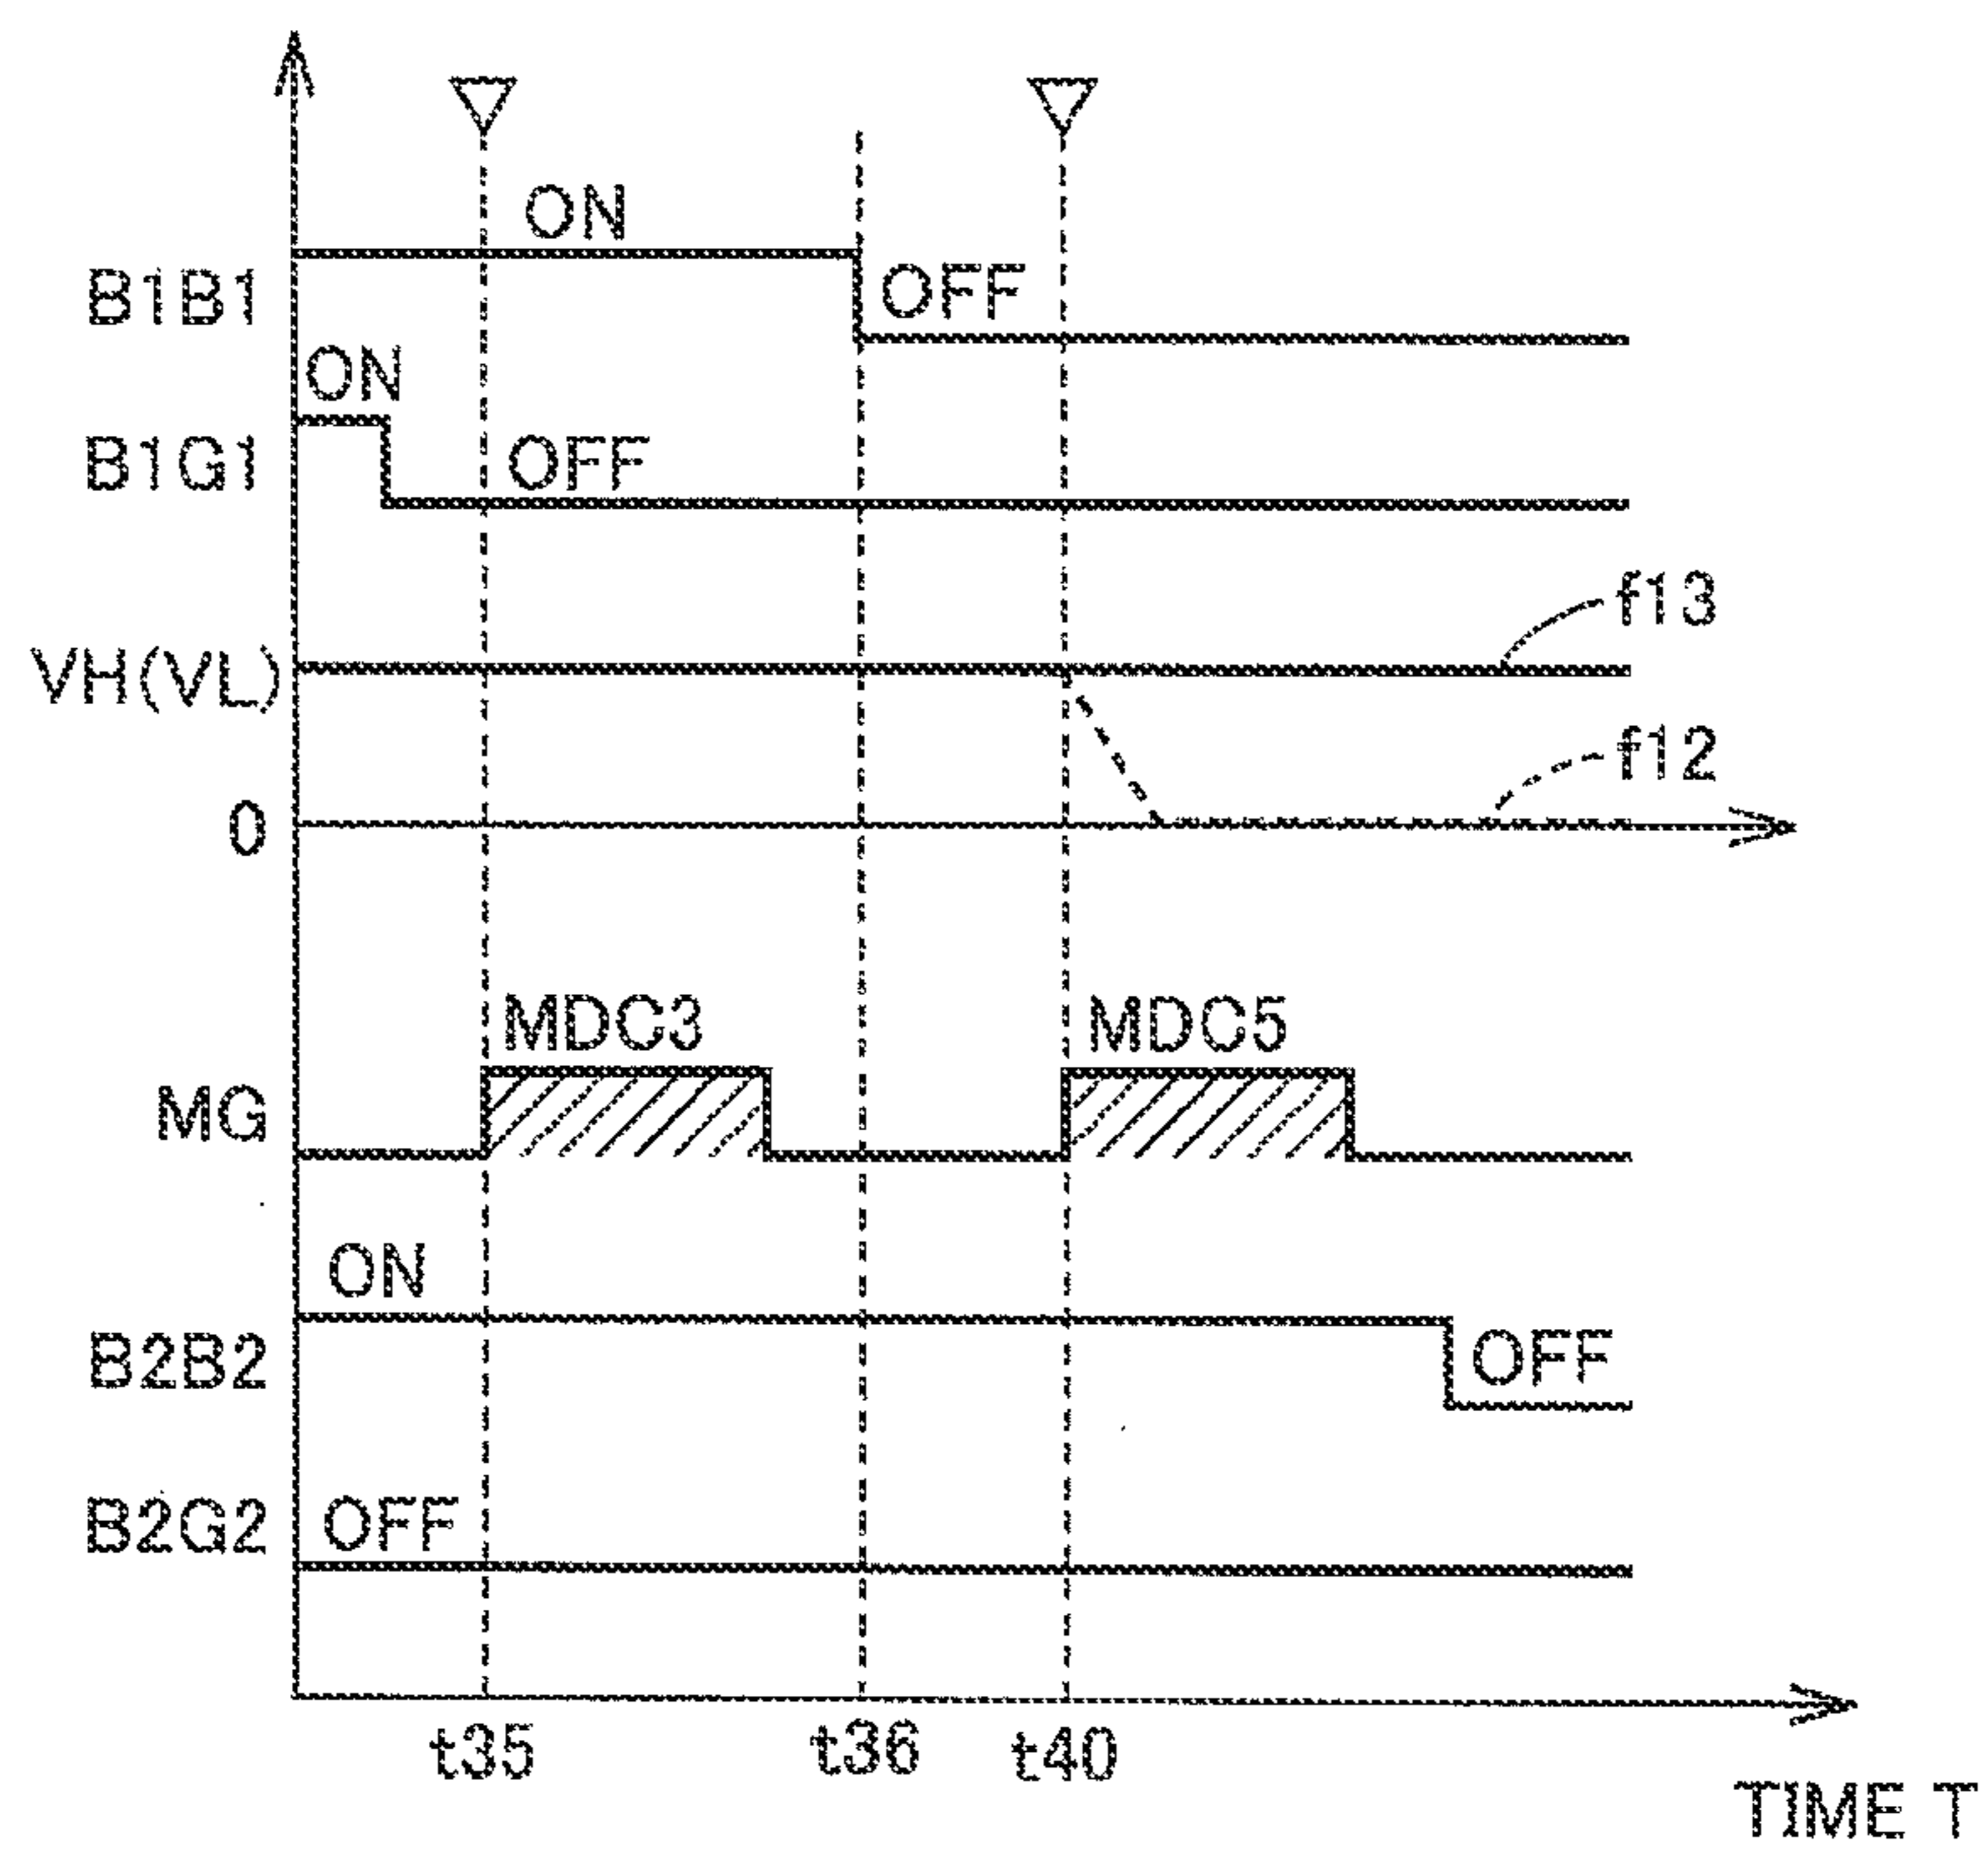 ON
B1B1
OFF
ON
B1G1
OFF
f13
VH(VL)
f12
0
MDC3
MDC5
MG
ON
B2B2
OFF
B2G2
OFF
t35
t36
t40
TIME T